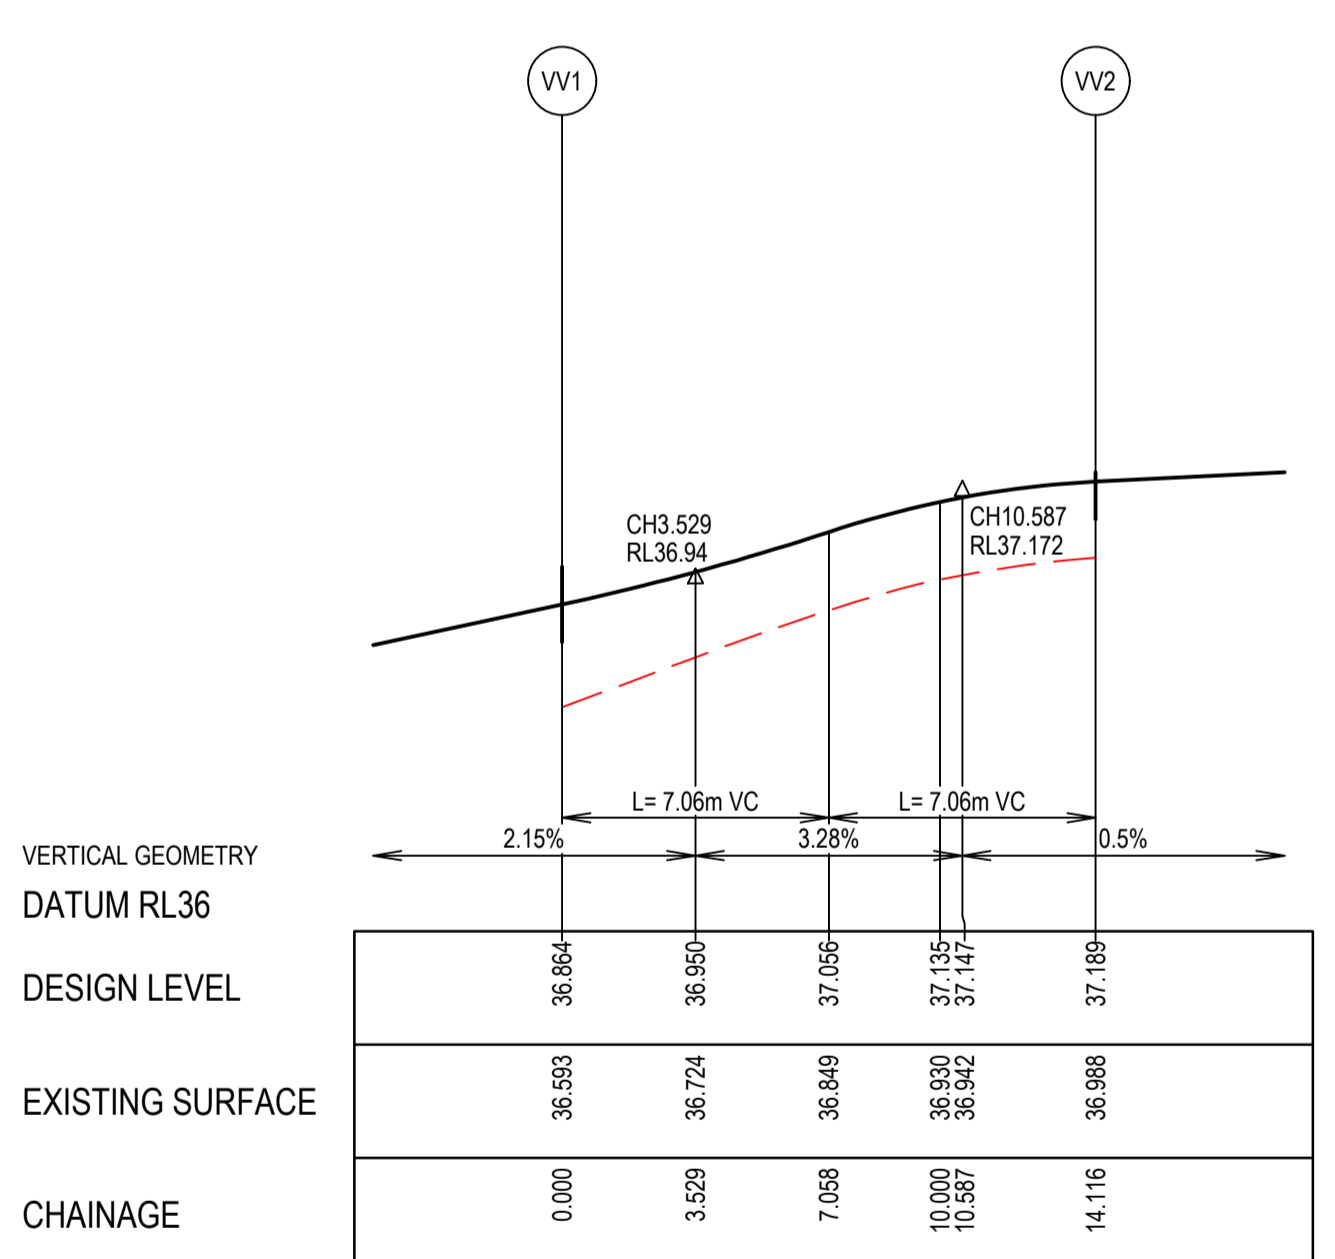 VV1 VV2
CH3.529
RL36.94
CH10.587
RL37.172
L= 7.06m VC L= 7.06m VC
2.15% 3.28% 0.5%
VERTICAL GEOMETRY
DATUM RL36
DESIGN LEVEL 36.864 36.950 37.056 37.135 37.147 37.189
EXISTING SURFACE 36.593 36.724 36.849 36.930 36.942 36.988
CHAINAGE 0.000 3.529 7.058 10.000 10.587 14.116